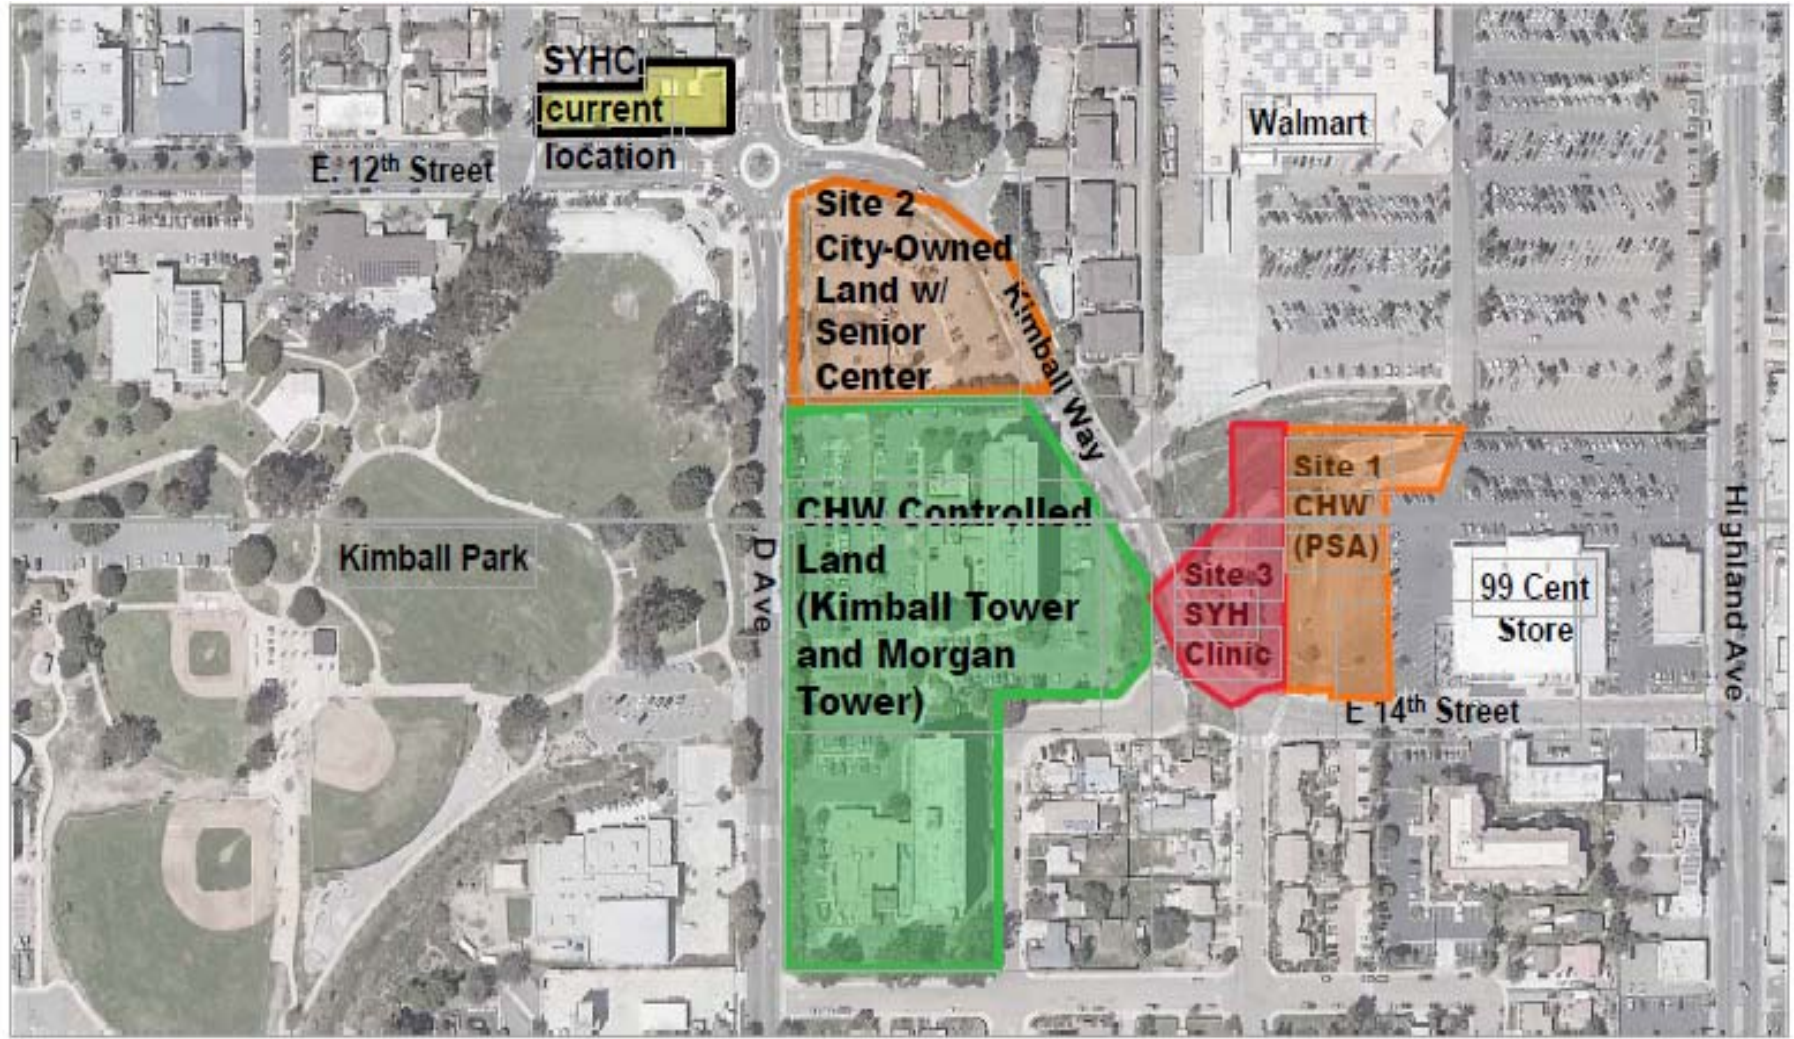 SYHC
current
location
Walmart
E. 12th Street
Site 2
City-Owned
Land w/
Senior
Center
Kimball Way
Site 1
CHW
(PSA)
CHW Controlled
Land
(Kimball Tower
and Morgan
Tower)
Kimball Park
D Ave
Site 3
SYH
Clinic
99 Cent
Store
Highland Ave
E 14th Street